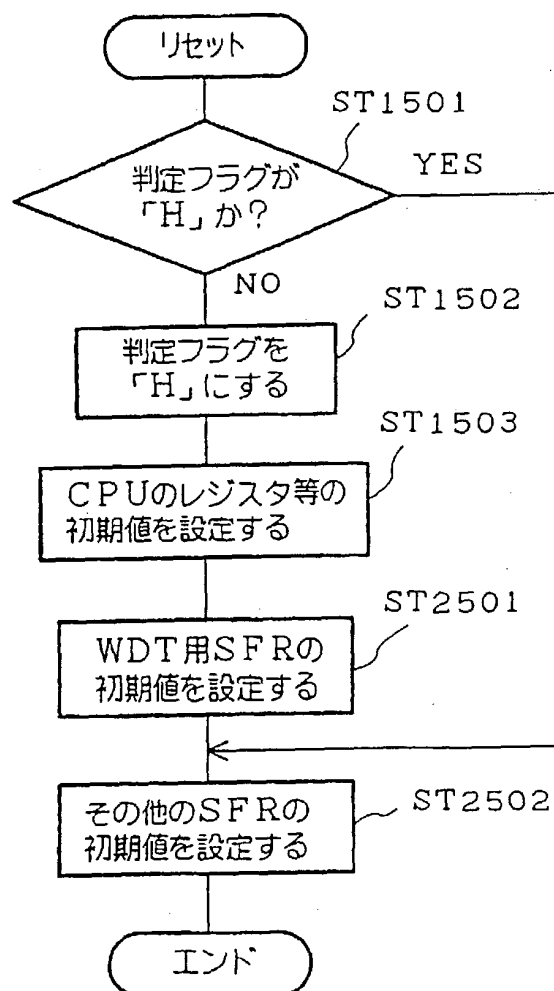 リセット
ST1501
判定フラグが
「H」か?
YES
NO
ST1502
判定フラグを
「H」にする
ST1503
CPUのレジスタ等の
初期値を設定する
ST2501
WDT用SFRの
初期値を設定する
ST2502
その他のSFRの
初期値を設定する
エンド